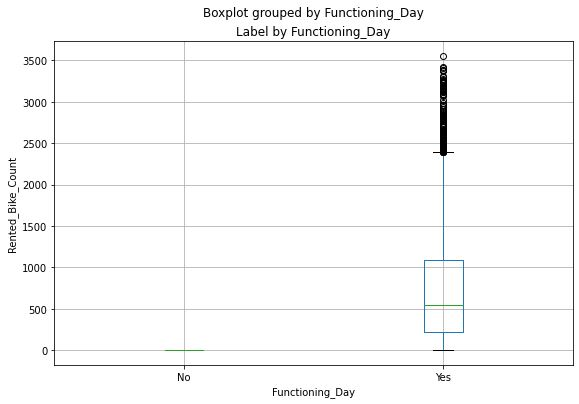 Boxplot grouped by Functioning_Day
Label by Functioning_Day
3500
3000
2500
2000
1500
1000
500
0
Rented_Bike_Count
No
Yes
Functioning_Day